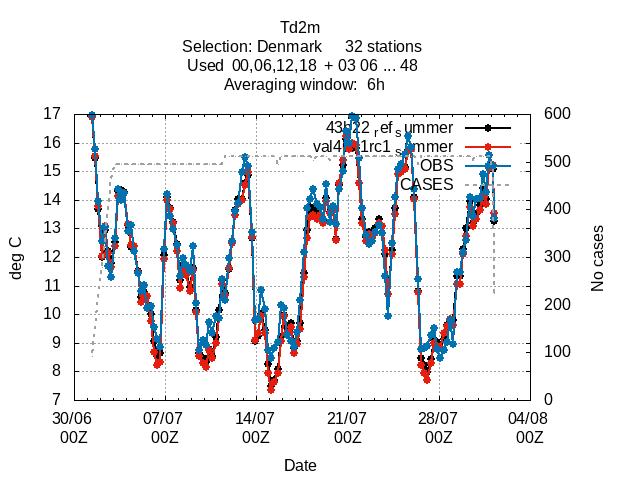 Td2m
Selection: Denmark 32 stations
Used 00,06,12,18 + 03 06 ... 48
Averaging window: 6h
17
16
15
14
13
12
11
10
9
8
7
deg C
600
500
400
300
200
100
0
No cases
ref summer
summer
OBS
CASES
30/06 00Z
07/07 00Z
14/07 00Z
21/07 00Z
28/07 00Z
04/08 00Z
Date